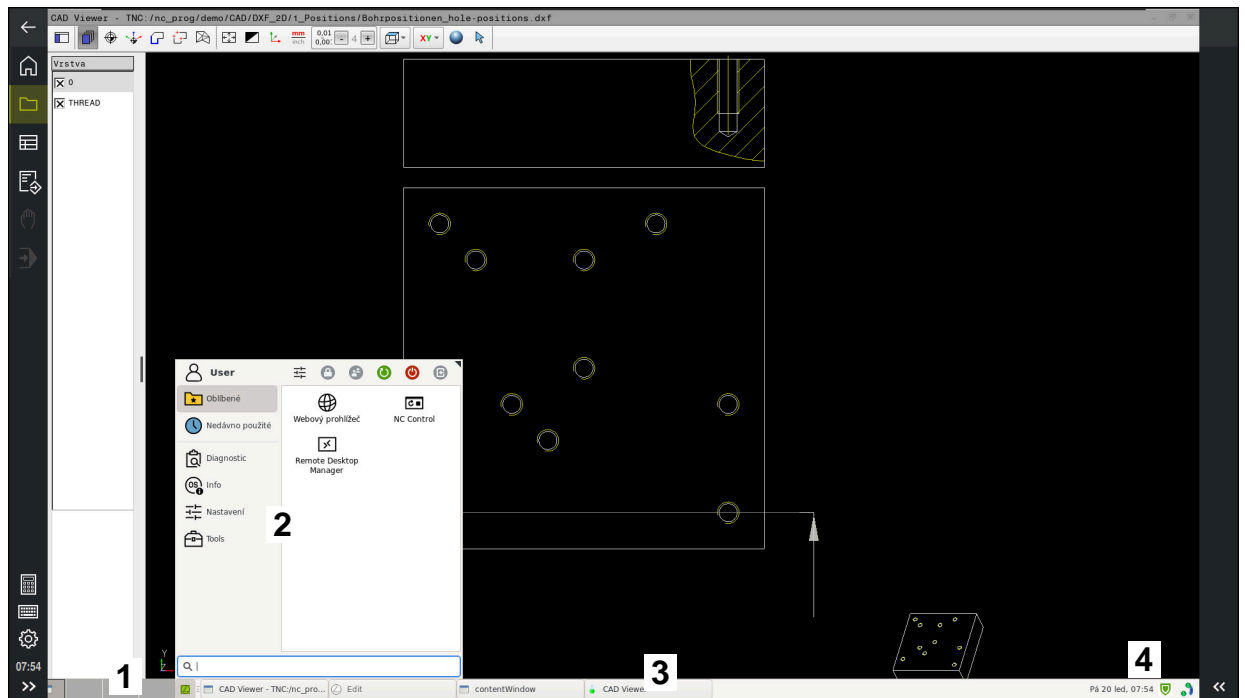 CAD Viewer - TNC:/nc_prog/demo/CAD/DXF_2D/1_Positions/Bohrpositionen_hole-positions.dxf
mm
inch
0,01
0,00
4
XY
Vrstva
0
THREAD
User
Oblíbené
Nedávno použité
Diagnostic
Info
Nastavení
Tools
Webový prohlížeč
NC Control
Remote Desktop
Manager
2
Y
Z
07:54
1
CAD Viewer - TNC:/nc_pro...
Edit
contentWindow
3
CAD Viewe
4
Pá 20 led, 07:54